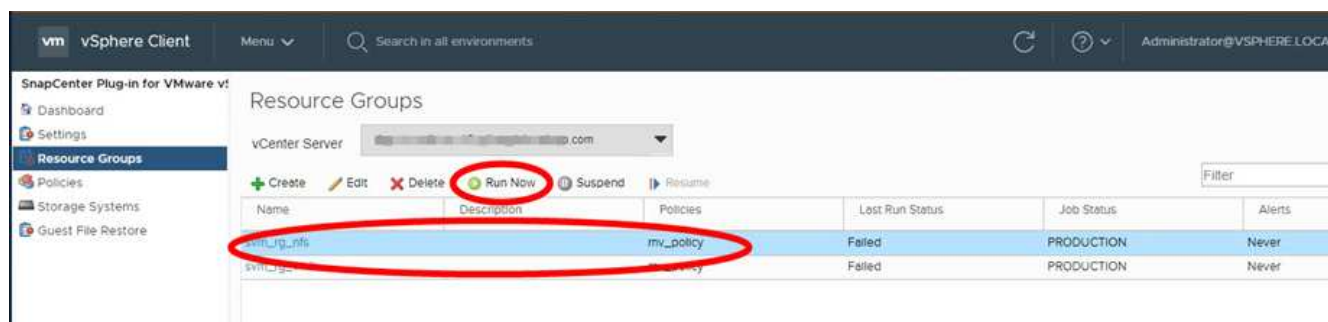 vm vSphere Client Menu Search in all environments Administrator@VSPHERE.LOCA
SnapCenter Plug-in for VMware vS
Dashboard
Settings
Resource Groups
Policies
Storage Systems
Guest File Restore
Resource Groups
vCenter Server .com
Create Edit Delete Run Now Suspend Resume
Filter
Name Description Policies Last Run Status Job Status Alerts
svm_rg_nfs mv_policy Failed PRODUCTION Never
Failed PRODUCTION Never